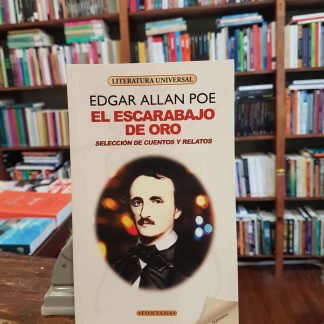 LITERATURA UNIVERSAL
EDGAR ALLAN POE
EL ESCARABAJO
DE ORO
SELECCIÓN DE CUENTOS Y RELATOS
•FONTANA•